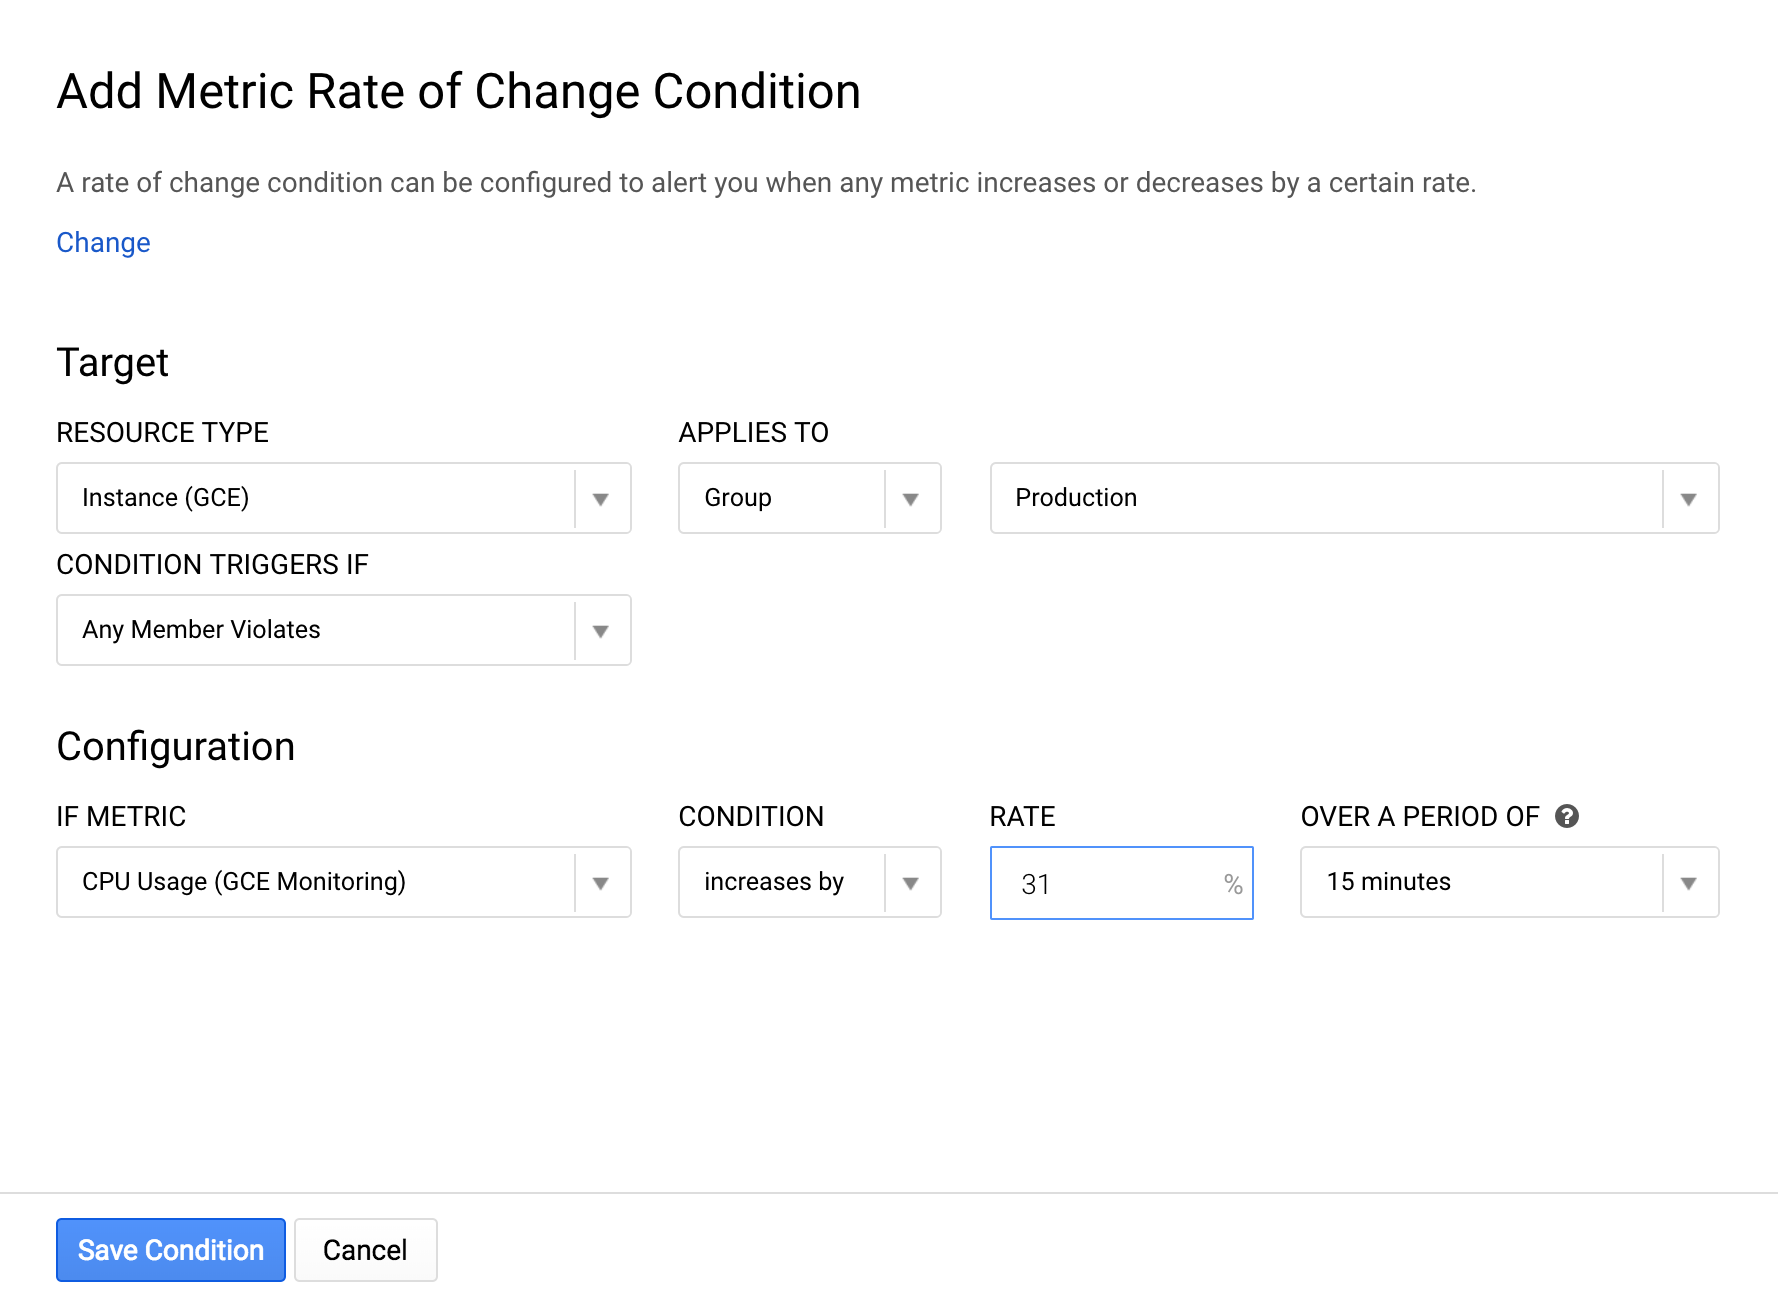 Add Metric Rate of Change Condition
A rate of change condition can be configured to alert you when any metric increases or decreases by a certain rate.
Change
Target
RESOURCE TYPE
APPLIES TO
Instance (GCE)
Group
Production
CONDITION TRIGGERS IF
Any Member Violates
Configuration
IF METRIC
CONDITION
RATE
OVER A PERIOD OF ?
CPU Usage (GCE Monitoring)
increases by
31 %
15 minutes
Save Condition
Cancel